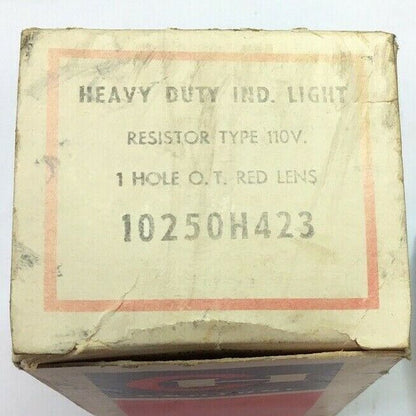 HEAVY DUTY IND. LIGHT
RESISTOR TYPE 110V.
1 HOLE O.T. RED LENS
10250H423